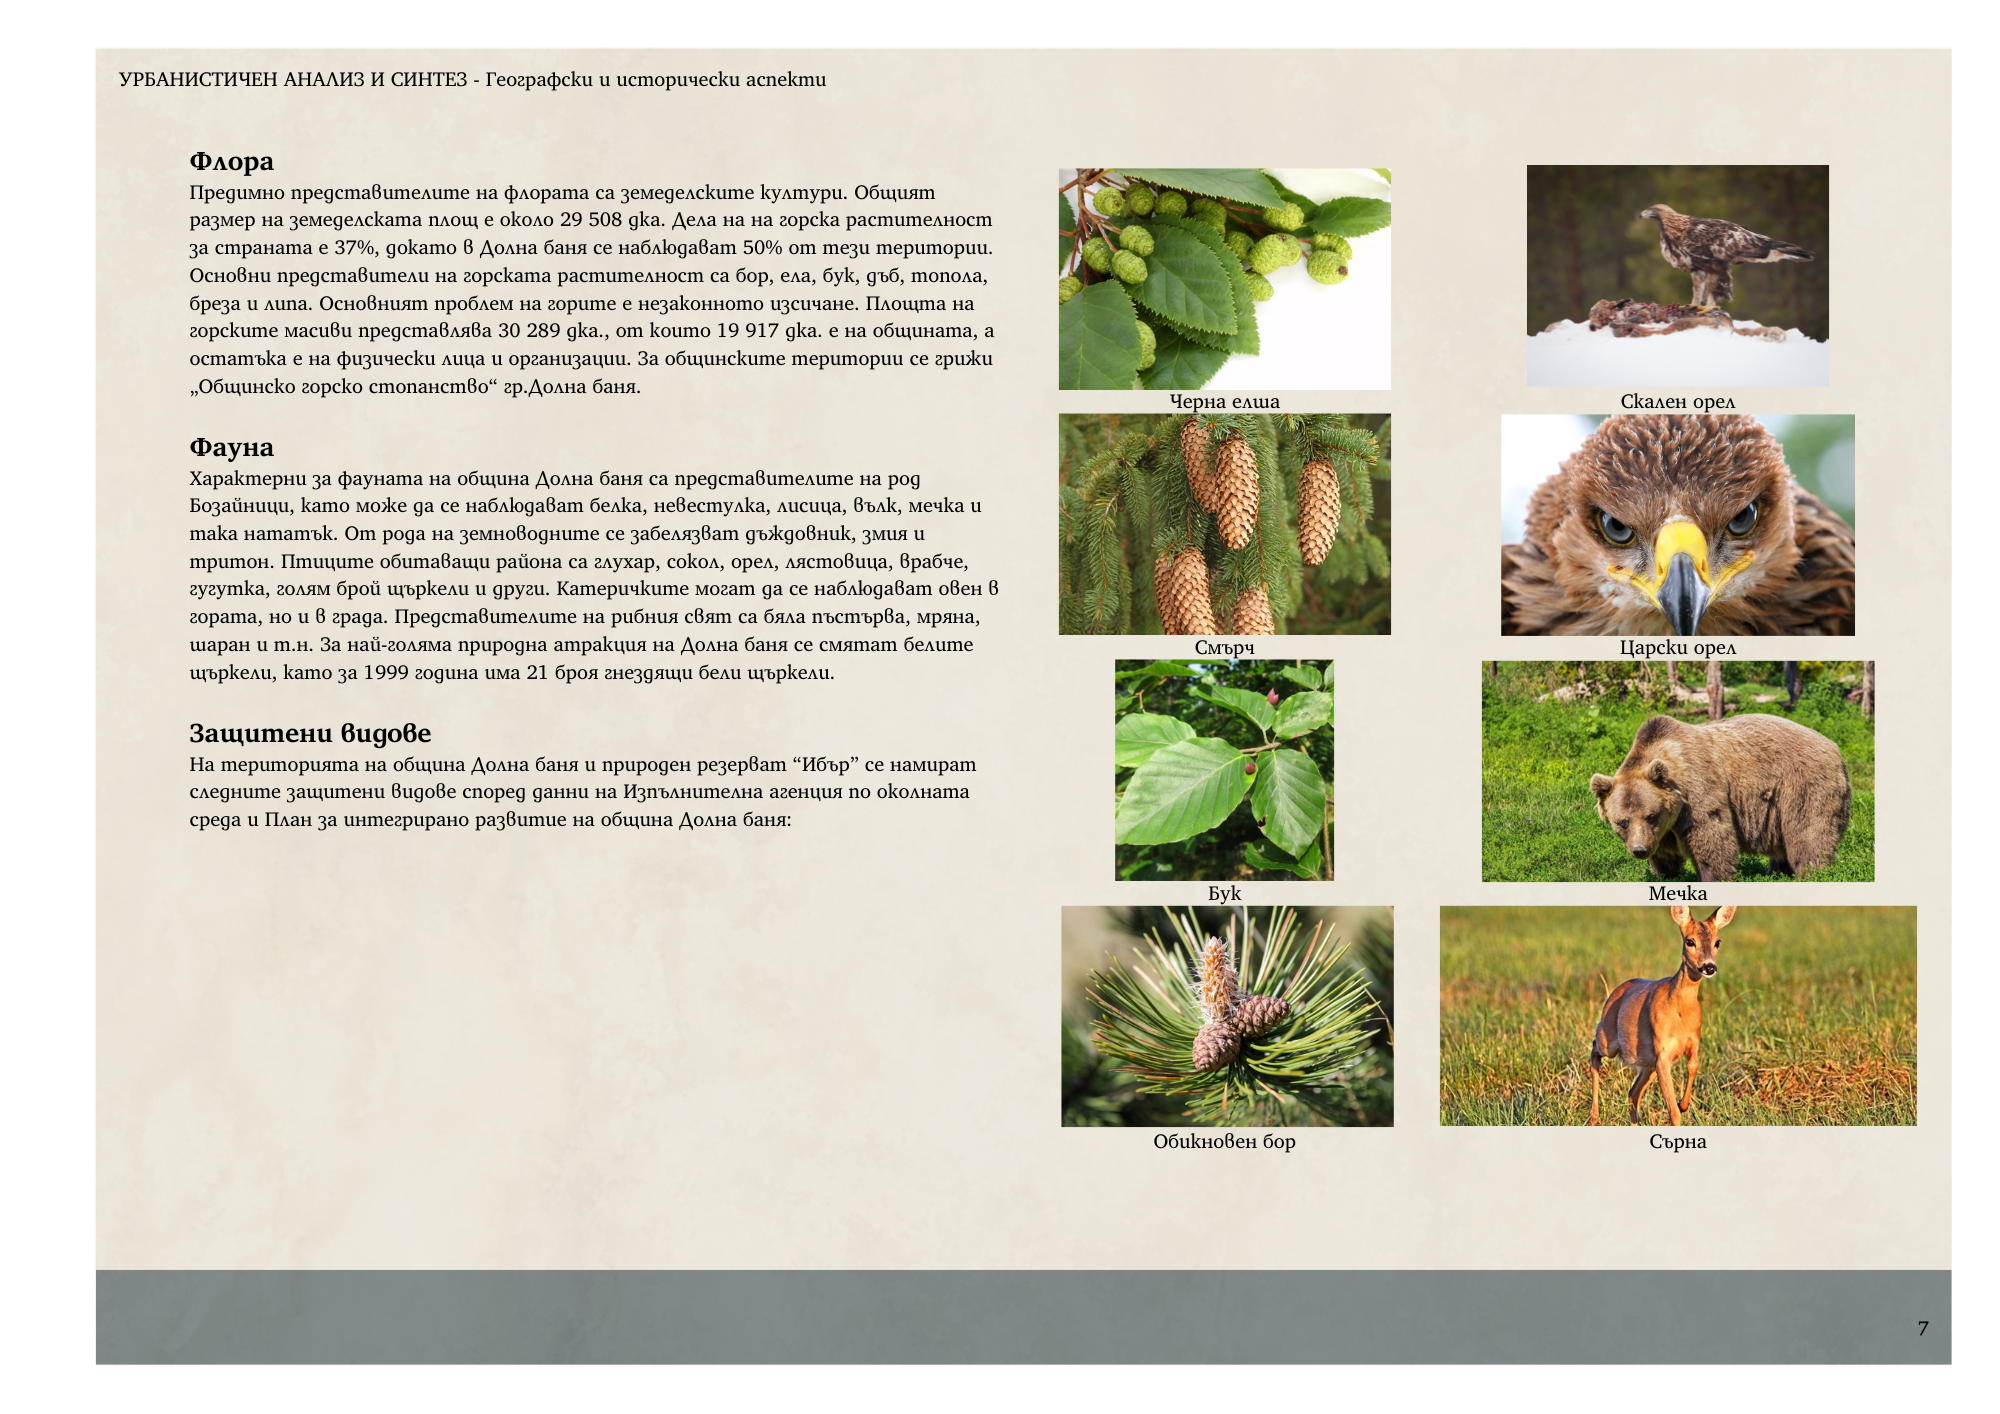 УРБАНИСТИЧЕН АНАЛИЗ И СИНТЕЗ - Географски и исторически аспекти
Флора
Предимно представителите на флората са земеделските култури. Общият
размер на земеделската площ е около 29 508 дка. Дела на на горска растителност
за страната е 37%, докато в Долна баня се наблюдават 50% от тези територии.
Основни представители на горската растителност са бор, ела, бук, дъб, топола,
бреза и липа. Основният проблем на горите е незаконното изсичане. Площта на
горските масиви представлява 30 289 дка., от които 19 917 дка. е на общината, а
остатъка е на физически лица и организации. За общинските територии се грижи
„Общинско горско стопанство“ гр.Долна баня.
Фауна
Характерни за фауната на община Долна баня са представителите на род
Бозайници, като може да се наблюдават белка, невестулка, лисица, вълк, мечка и
така нататък. От рода на земноводните се забелязват дъждовник, змия и
тритон. Птиците обитаващи района са глухар, сокол, орел, лястовица, врабче,
гугутка, голям брой щъркели и други. Катеричките могат да се наблюдават овен в
гората, но и в града. Представителите на рибния свят са бяла пъстърва, мряна,
шаран и т.н. За най-голяма природна атракция на Долна баня се смятат белите
щъркели, като за 1999 година има 21 броя гнездящи бели щъркели.
Защитени видове
На територията на община Долна баня и природен резерват “Ибър” се намират
следните защитени видове според данни на Изпълнителна агенция по околната
среда и План за интегрирано развитие на община Долна баня:
Черна елша
Скален орел
Смърч
Царски орел
Бук
Мечка
Обикновен бор
Сърна
7